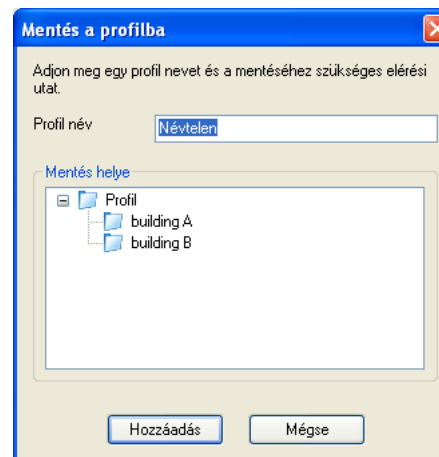 Mentés a profilba
Adjon meg egy profil nevet és a mentéséhez szükséges elérési
utat.
Profil név
Névtelen
Mentés helye
Profil
building A
building B
Hozzáadás
Mégse